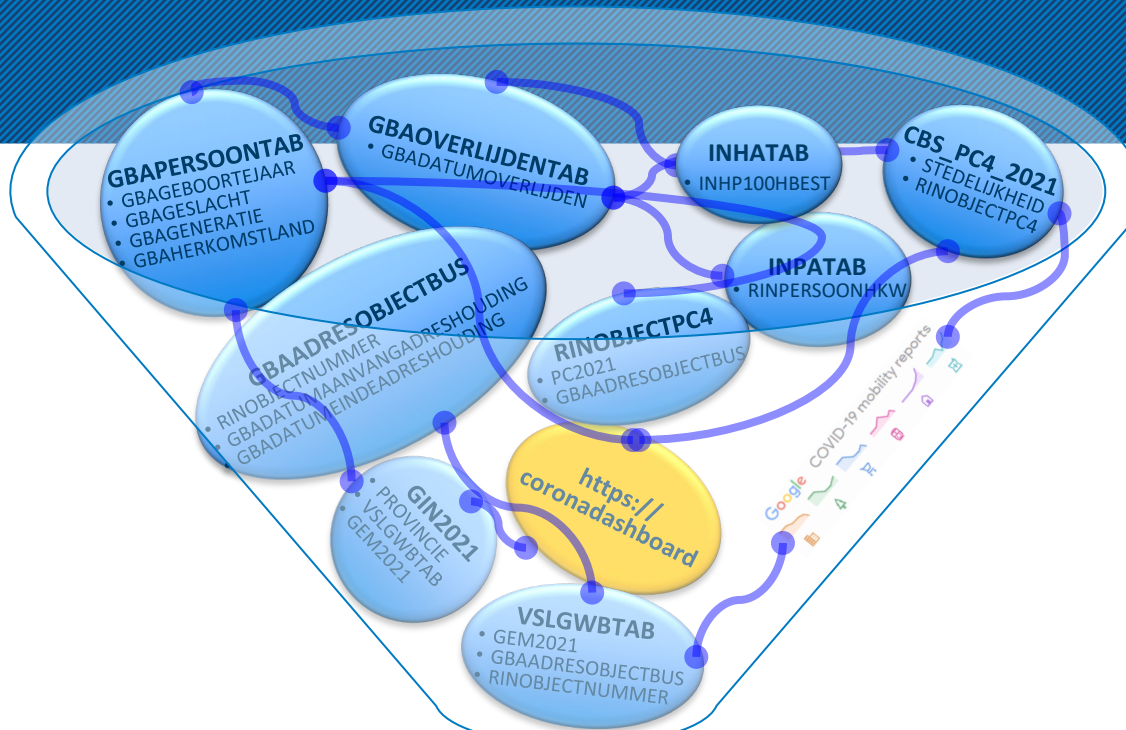 GBAPERSOONTAB
• GBAGEBOORTEJAAR
• GBAGESLACHT
• GBAGENERATIE
• GBAHERKOMSTLAND
GBAOVERLIJDENTAB
• GBADATUMOVERLIJDEN
INHATAB
• INHP100HBEST
CBS_PC4_2021
• STEDELIJKHEID
• RINOBJECTPC4
GBAADRESOBJECTBUS
• RINOBJECTNUMMER
• GBADATUMAANVANGADRESHOUDING
• GBADATUMEINDEADRESHOUDING
RINOBJECTPC4
• PC2021
• GBAADRESOBJECTBUS
INPATAB
• RINPERSOONHKW
GIN2021
• PROVINCIE
• VSLGWBTAB
• GEM2021
https://
coronadashboard
Google COVID-19 mobility reports
VSLGWBTAB
• GEM2021
• GBAADRESOBJECTBUS
• RINOBJECTNUMMER